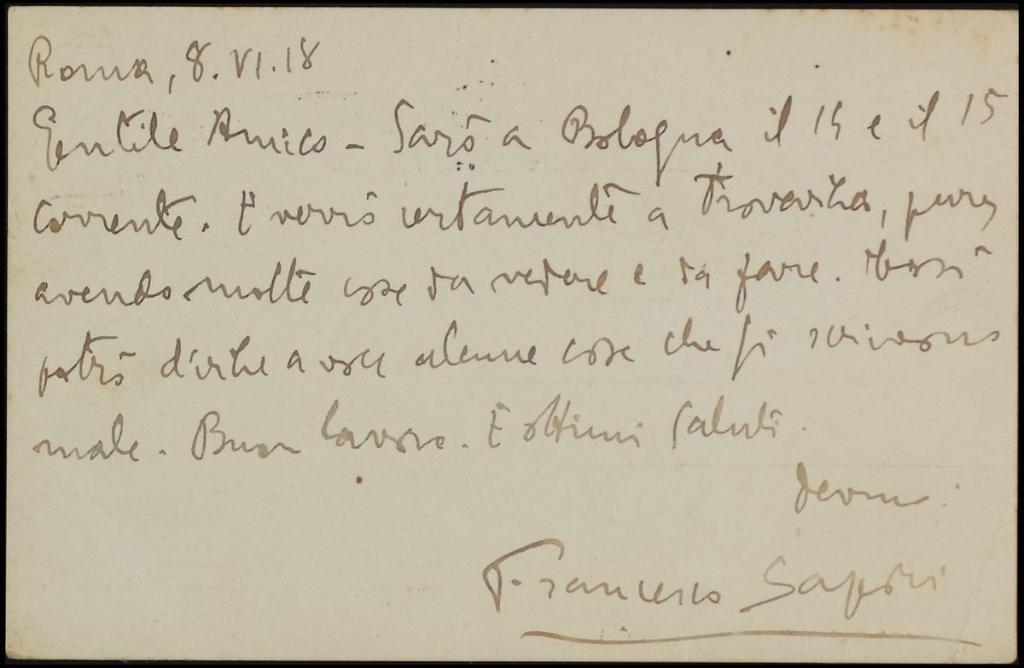 Roma, 8.VI.18
Gentile Amico - Sarò a Bologna il 14 e il 15
corrente. E verrò certamente a trovarla, pure
avendo molte cose da vedere e da fare. Così
potrò dirle a voce alcune cose che si scrivono
male. Buon lavoro. E ottimi saluti.
devmo.
Francesco Sapori